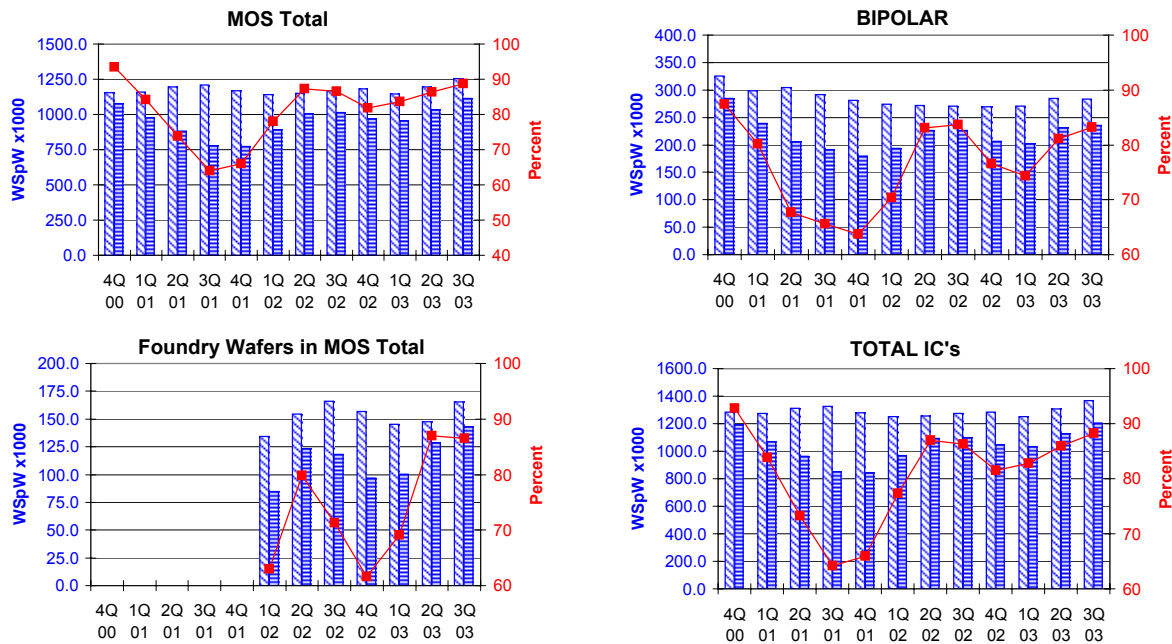 MOS Total
1500.0
1250.0
1000.0
750.0
500.0
250.0
0.0
WSpW x1000
100
90
80
70
60
50
40
Percent
4Q 1Q 2Q 3Q 4Q 1Q 2Q 3Q 4Q 1Q 2Q 3Q
00 01 01 01 01 02 02 02 02 03 03 03
BIPOLAR
400.0
350.0
300.0
250.0
200.0
150.0
100.0
50.0
0.0
WSpW x1000
100
90
80
70
60
Percent
4Q 1Q 2Q 3Q 4Q 1Q 2Q 3Q 4Q 1Q 2Q 3Q
00 01 01 01 01 02 02 02 02 03 03 03
Foundry Wafers in MOS Total
200.0
175.0
150.0
125.0
100.0
75.0
50.0
25.0
0.0
WSpW x1000
100
90
80
70
60
Percent
4Q 1Q 2Q 3Q 4Q 1Q 2Q 3Q 4Q 1Q 2Q 3Q
00 01 01 01 01 02 02 02 02 03 03 03
TOTAL IC's
1600.0
1400.0
1200.0
1000.0
800.0
600.0
400.0
200.0
0.0
WSpW x1000
100
90
80
70
60
Percent
4Q 1Q 2Q 3Q 4Q 1Q 2Q 3Q 4Q 1Q 2Q 3Q
00 01 01 01 01 02 02 02 02 03 03 03